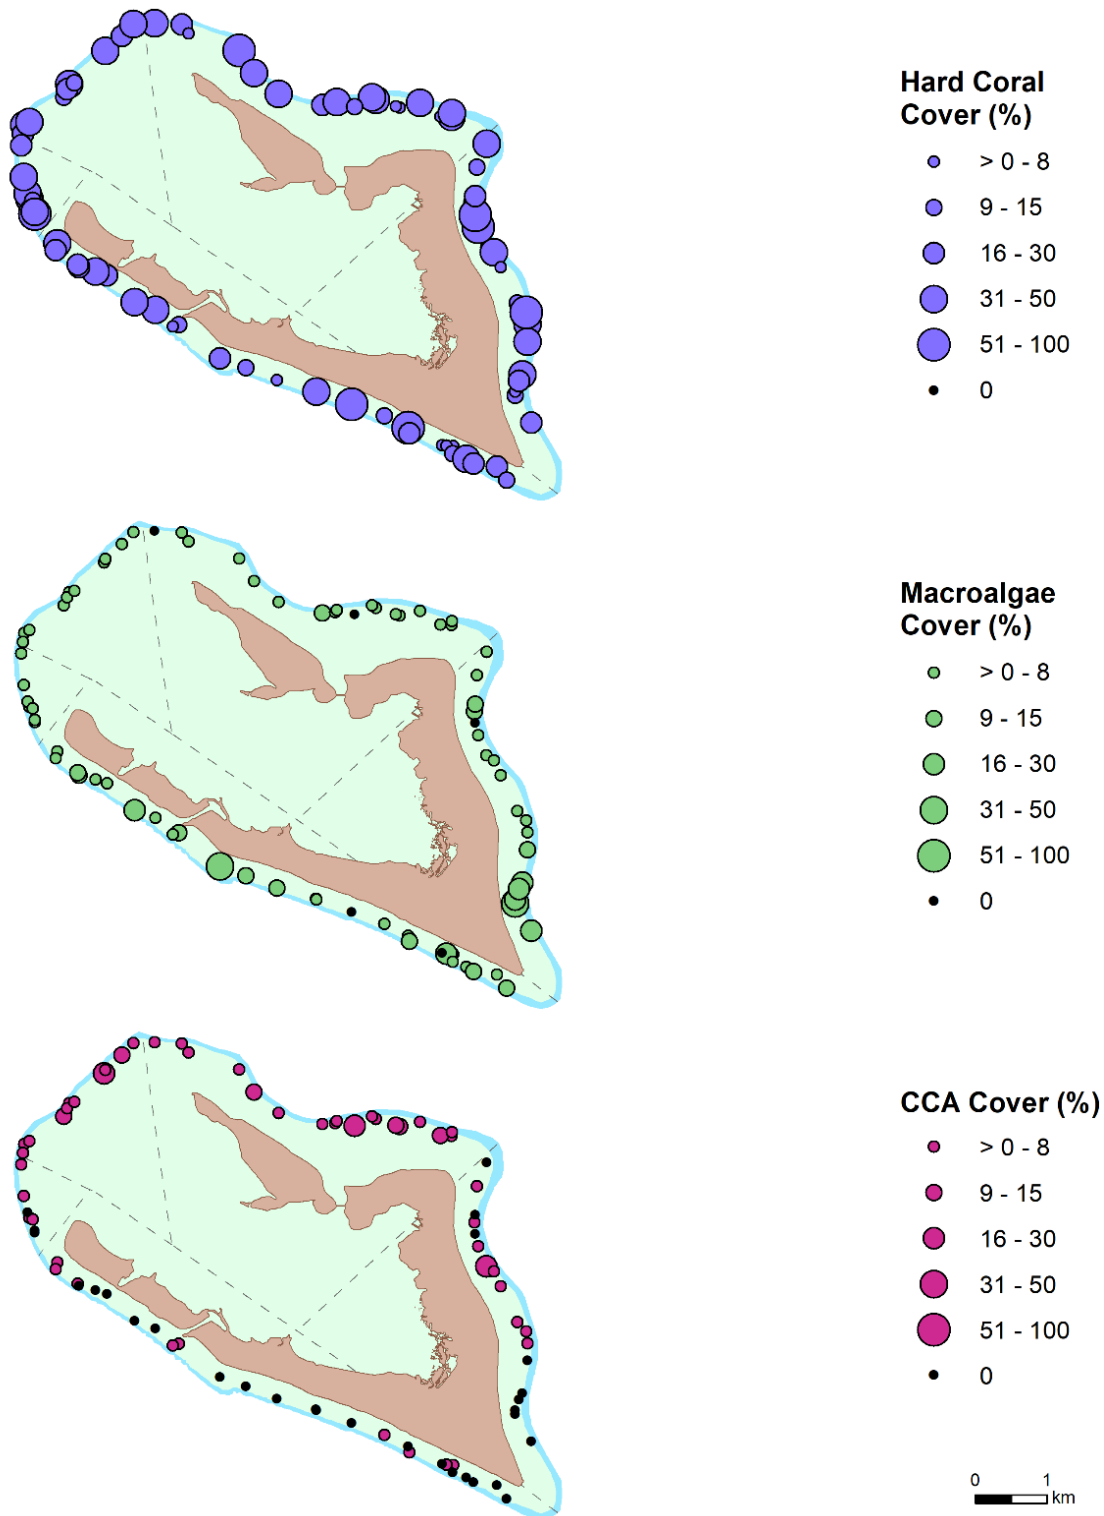 Hard Coral
Cover (%)
> 0 - 8
9 - 15
16 - 30
31 - 50
51 - 100
0
Macroalgae
Cover (%)
> 0 - 8
9 - 15
16 - 30
31 - 50
51 - 100
0
CCA Cover (%)
> 0 - 8
9 - 15
16 - 30
31 - 50
51 - 100
0
0 1
km